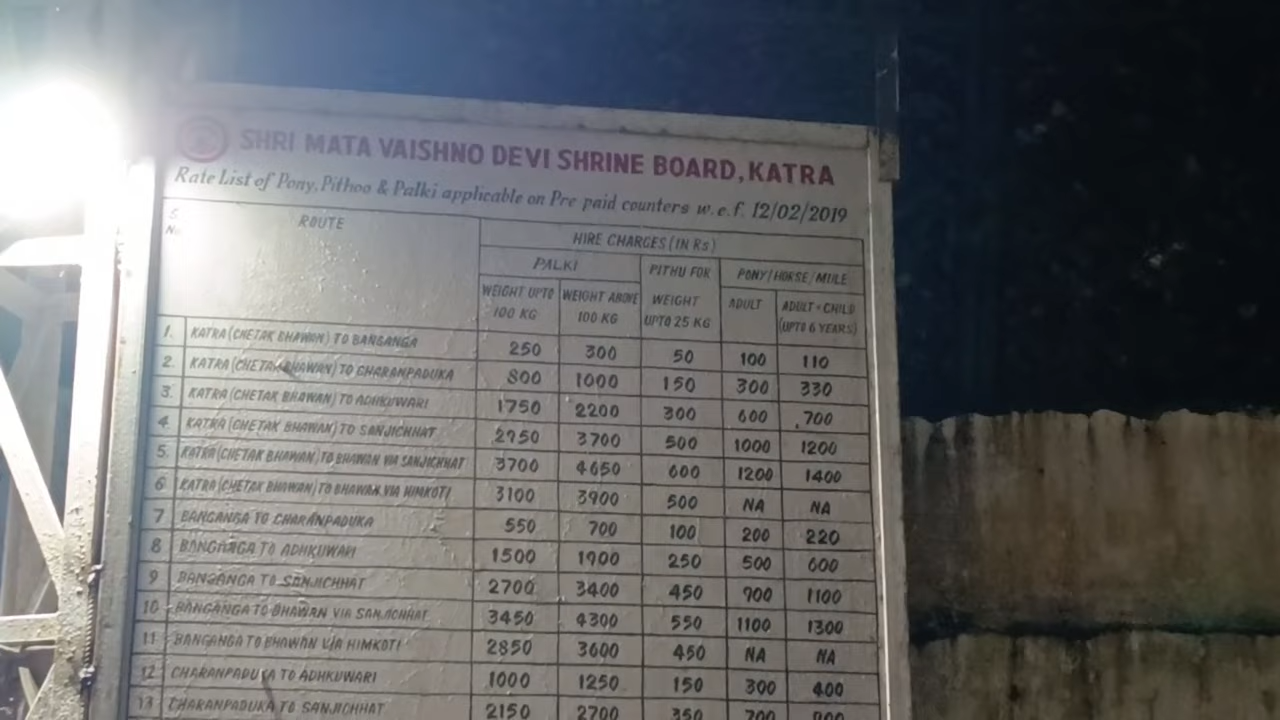 SHRI MATA VAISHNO DEVI SHRINE BOARD, KATRA
Rate List of Pony, Pithoo & Palki applicable on Pre paid counters w.e.f. 12/02/2019
S. No. ROUTE HIRE CHARGES (IN Rs)
PALKI PITHU FOR WEIGHT UPTO 25 KG PONY/HORSE/MULE
WEIGHT UPTO 100 KG WEIGHT ABOVE 100 KG ADULT ADULT + CHILD (UPTO 6 YEARS)
1. KATRA (CHETAK BHAWAN) TO BANGANGA 250 300 50 100 110
2. KATRA (CHETAK BHAWAN) TO CHARANPADUKA 800 1000 150 300 330
3. KATRA (CHETAK BHAWAN) TO ADHKUWARI 1750 2200 300 600 700
4. KATRA (CHETAK BHAWAN) TO SANJICHHAT 2950 3700 500 1000 1200
5. KATRA (CHETAK BHAWAN) TO BHAWAN VIA SANJICHHAT 3700 4650 600 1200 1400
6 KATRA (CHETAK BHAWAN) TO BHAWAN VIA HIMKOTI 3100 3900 500 NA NA
7 BANGANGA TO CHARANPADUKA 550 700 100 200 220
8 BANGANGA TO ADHKUWARI 1500 1900 250 500 600
9 BANGANGA TO SANJICHHAT 2700 3400 450 900 1100
10 BANGANGA TO BHAWAN VIA SANJICHHAT 3450 4300 550 1100 1300
11 BANGANGA TO BHAWAN VIA HIMKOTI 2850 3600 450 NA NA
12 CHARANPADUKA TO ADHKUWARI 1000 1250 150 300 400
13 CHARANPADUKA TO SANJICHHAT 2150 2700 350 700